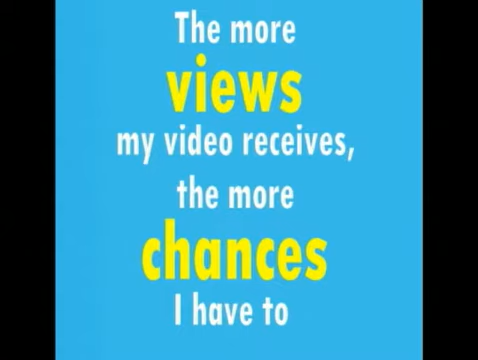 The more
views
my video receives,
the more
chances
I have to